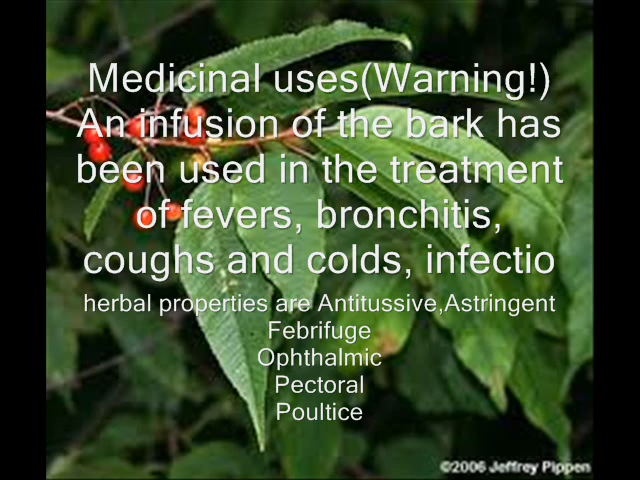 Medicinal uses(Warning!)
An infusion of the bark has
been used in the treatment
of fevers, bronchitis,
coughs and colds, infectio
herbal properties are Antitussive,Astringent
Febrifuge
Ophthalmic
Pectoral
Poultice
©2006 Jeffrey Pippen